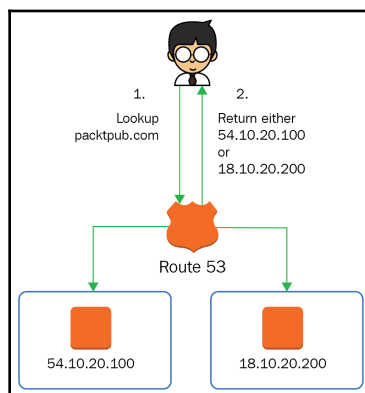 1.
Lookup
packtpub.com
2.
Return either
54.10.20.100
or
18.10.20.200
Route 53
54.10.20.100
18.10.20.200